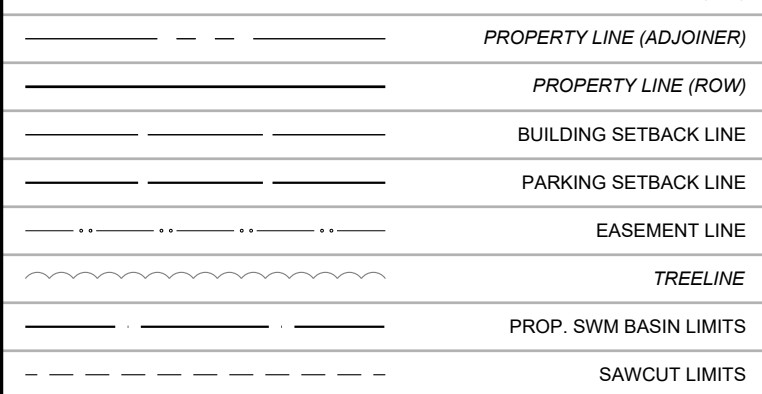 PROPERTY LINE (ADJOINER)
PROPERTY LINE (ROW)
BUILDING SETBACK LINE
PARKING SETBACK LINE
EASEMENT LINE
TREELINE
PROP. SWM BASIN LIMITS
SAWCUT LIMITS